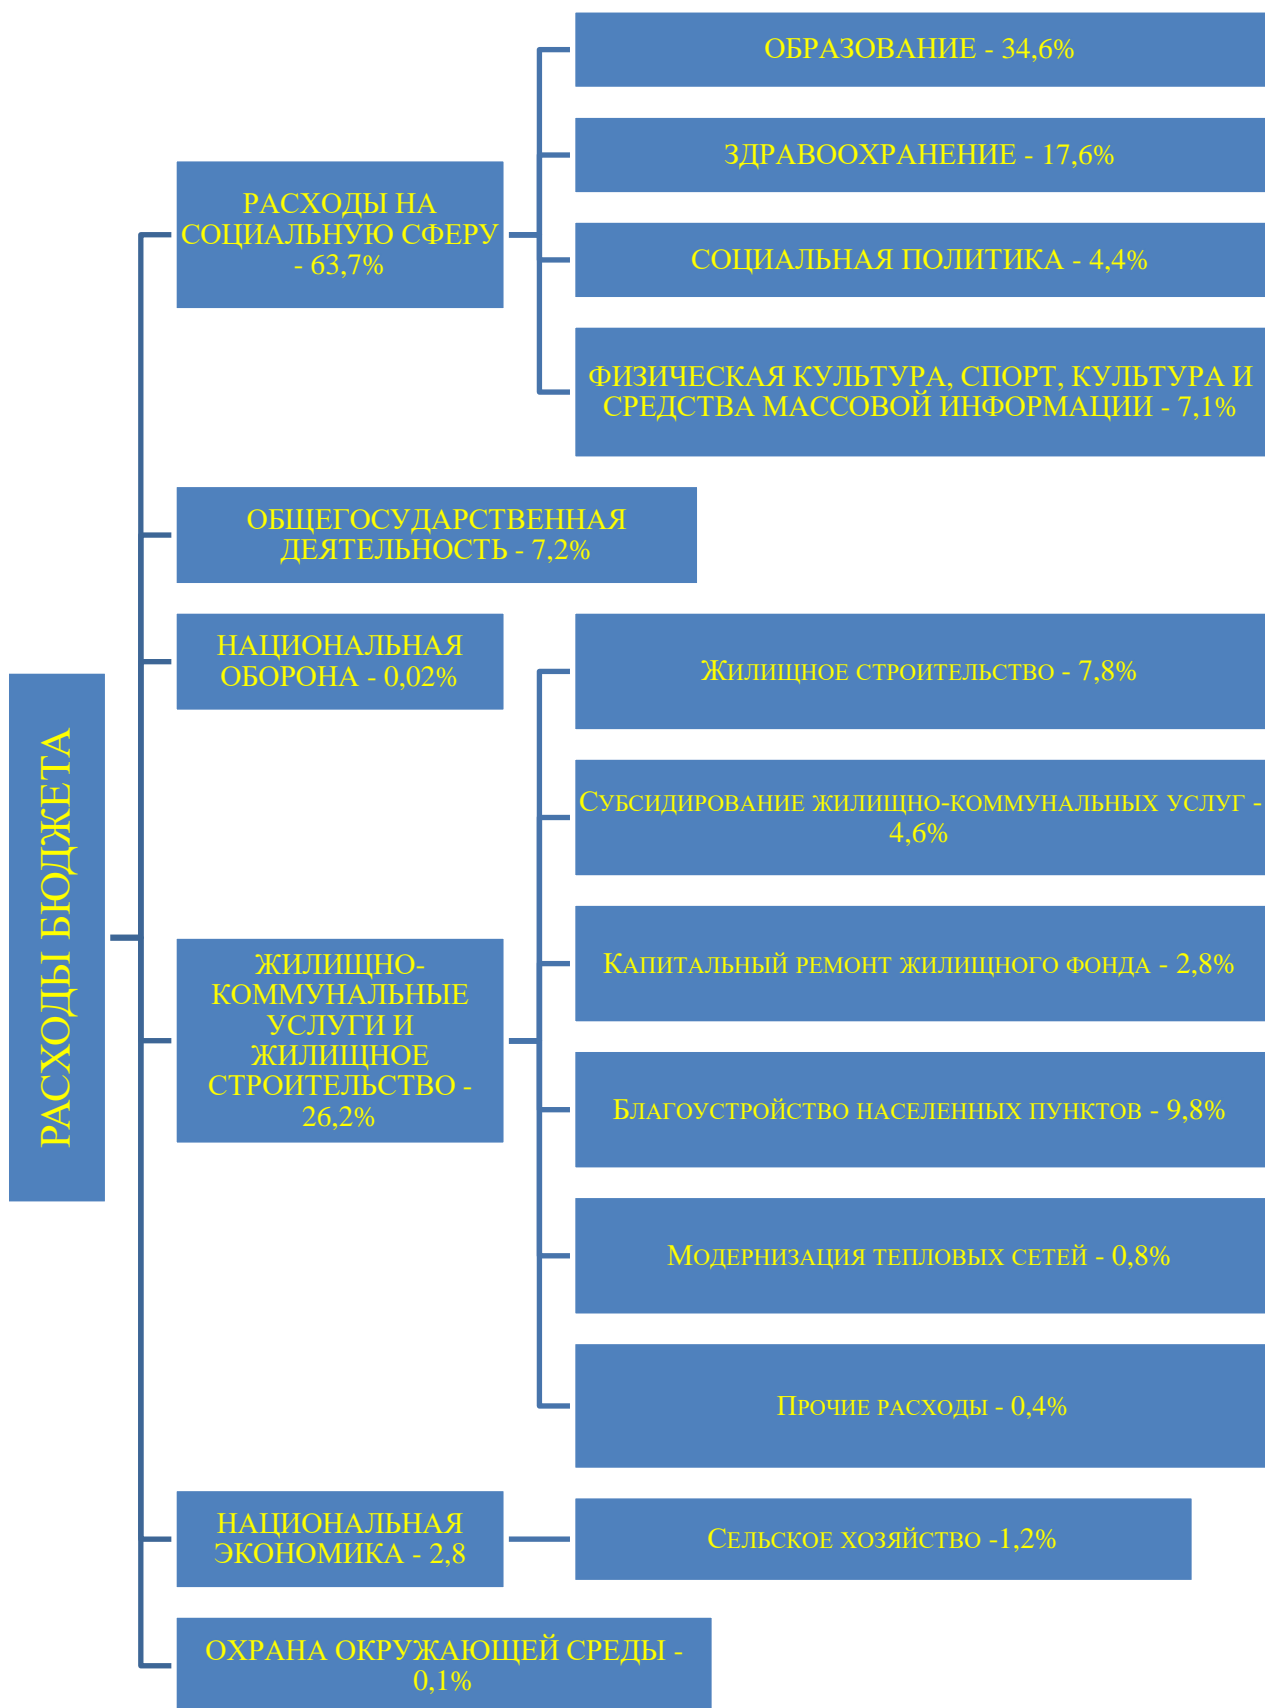 РАСХОДЫ БЮДЖЕТА
РАСХОДЫ НА
СОЦИАЛЬНУЮ СФЕРУ
- 63,7%
ОБРАЗОВАНИЕ - 34,6%
ЗДРАВООХРАНЕНИЕ - 17,6%
СОЦИАЛЬНАЯ ПОЛИТИКА - 4,4%
ФИЗИЧЕСКАЯ КУЛЬТУРА, СПОРТ, КУЛЬТУРА И
СРЕДСТВА МАССОВОЙ ИНФОРМАЦИИ - 7,1%
ОБЩЕГОСУДАРСТВЕННАЯ
ДЕЯТЕЛЬНОСТЬ - 7,2%
НАЦИОНАЛЬНАЯ
ОБОРОНА - 0,02%
ЖИЛИЩНО-
КОММУНАЛЬНЫЕ
УСЛУГИ И
ЖИЛИЩНОЕ
СТРОИТЕЛЬСТВО -
26,2%
ЖИЛИЩНОЕ СТРОИТЕЛЬСТВО - 7,8%
СУБСИДИРОВАНИЕ ЖИЛИЩНО-КОММУНАЛЬНЫХ УСЛУГ -
4,6%
КАПИТАЛЬНЫЙ РЕМОНТ ЖИЛИЩНОГО ФОНДА - 2,8%
БЛАГОУСТРОЙСТВО НАСЕЛЕННЫХ ПУНКТОВ - 9,8%
МОДЕРНИЗАЦИЯ ТЕПЛОВЫХ СЕТЕЙ - 0,8%
ПРОЧИЕ РАСХОДЫ - 0,4%
НАЦИОНАЛЬНАЯ
ЭКОНОМИКА - 2,8
СЕЛЬСКОЕ ХОЗЯЙСТВО -1,2%
ОХРАНА ОКРУЖАЮЩЕЙ СРЕДЫ -
0,1%